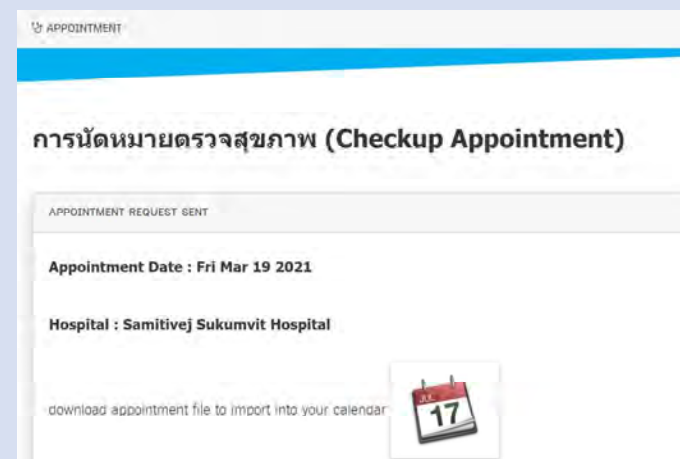 APPOINTMENT
การนัดหมายตรวจสุขภาพ (Checkup Appointment)
APPOINTMENT REQUEST SENT
Appointment Date : Fri Mar 19 2021
Hospital : Samitivej Sukumvit Hospital
download appointment file to import into your calendar
JUL
17